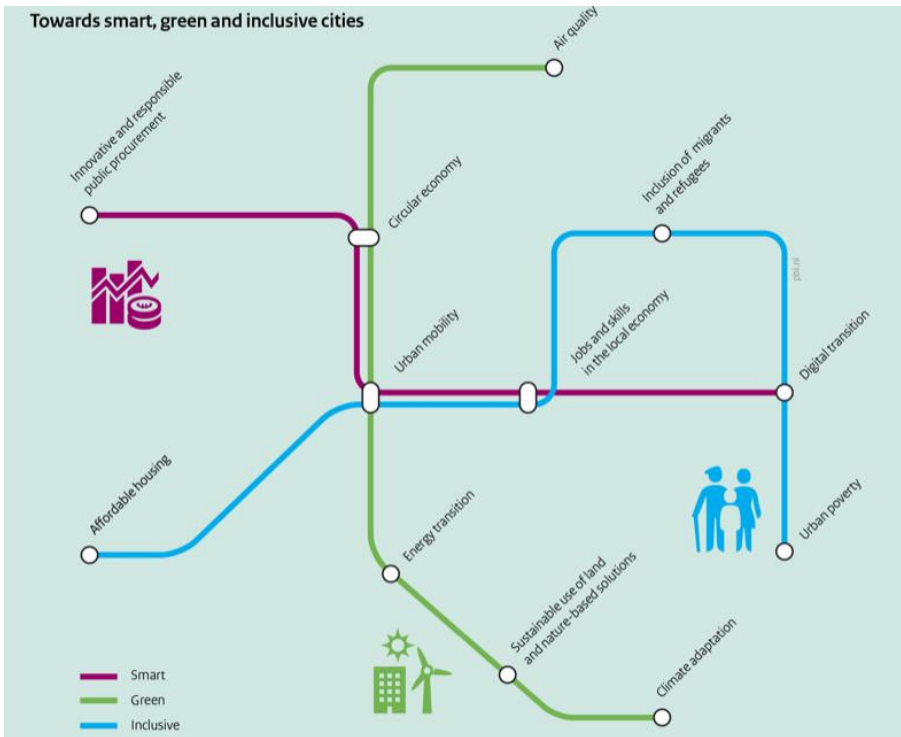 Towards smart, green and inclusive cities
Air quality
Innovative and responsible
public procurement
Inclusion of migrants
and refugees
Circular economy
pbl.nl
Urban mobility
Jobs and skills
in the local economy
Digital transition
Affordable housing
Energy transition
Urban poverty
Sustainable use of land
and nature-based solutions
Climate adaptation
Smart
Green
Inclusive